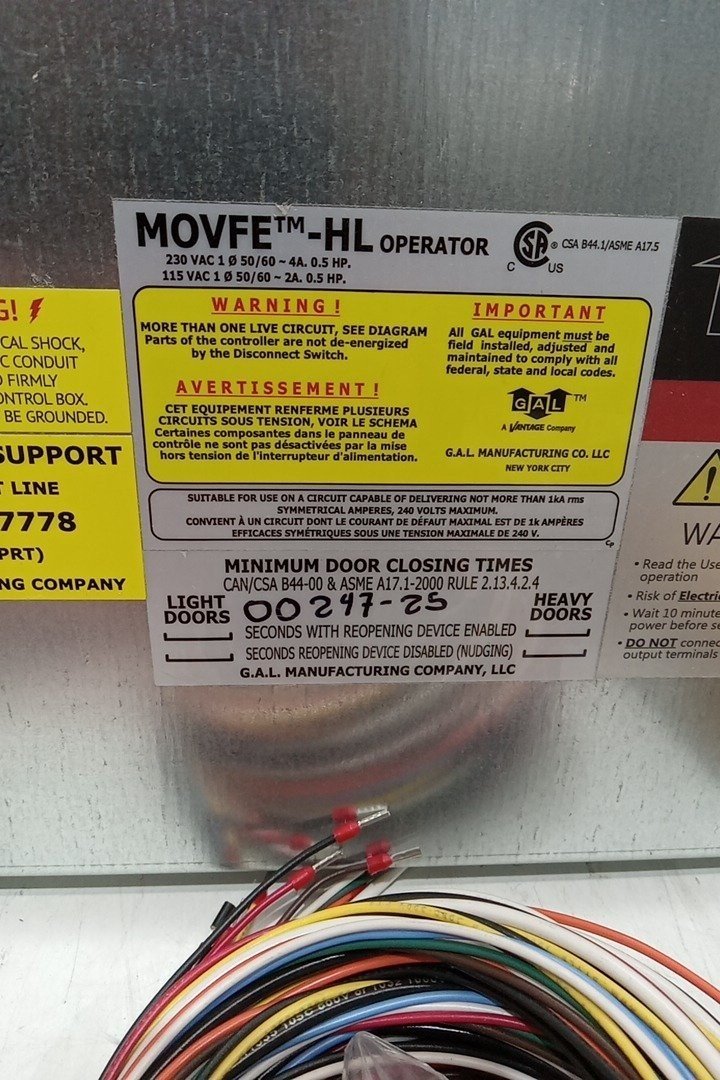 MOVFE™-HL OPERATOR
230 VAC 1 Ø 50/60 ~ 4A. 0.5 HP.
115 VAC 1 Ø 50/60 ~ 2A. 0.5 HP.
C SA ® US CSA B44.1/ASME A17.5
WARNING!
MORE THAN ONE LIVE CIRCUIT, SEE DIAGRAM
Parts of the controller are not de-energized
by the Disconnect Switch.
AVERTISSEMENT!
CET EQUIPEMENT RENFERME PLUSIEURS
CIRCUITS SOUS TENSION, VOIR LE SCHEMA
Certaines composantes dans le panneau de
contrôle ne sont pas désactivées par la mise
hors tension de l'interrupteur d'alimentation.
IMPORTANT
All GAL equipment must be
field installed, adjusted and
maintained to comply with all
federal, state and local codes.
GAL™
A VANTAGE Company
G.A.L. MANUFACTURING CO. LLC
NEW YORK CITY
SUITABLE FOR USE ON A CIRCUIT CAPABLE OF DELIVERING NOT MORE THAN 1kA rms
SYMMETRICAL AMPERES, 240 VOLTS MAXIMUM.
CONVIENT À UN CIRCUIT DONT LE COURANT DE DÉFAUT MAXIMAL EST DE 1k AMPÈRES
EFFICACES SYMÉTRIQUES SOUS UNE TENSION MAXIMALE DE 240 V.
CP
MINIMUM DOOR CLOSING TIMES
CAN/CSA B44-00 & ASME A17.1-2000 RULE 2.13.4.2.4
LIGHT
DOORS
00247-25
HEAVY
DOORS
SECONDS WITH REOPENING DEVICE ENABLED
SECONDS REOPENING DEVICE DISABLED (NUDGING)
G.A.L. MANUFACTURING COMPANY, LLC
G!
CAL SHOCK,
C CONDUIT
FIRMLY
ONTROL BOX.
BE GROUNDED.
SUPPORT
T LINE
7778
PRT)
NG COMPANY
WA
• Read the Use
operation
• Risk of Electri
• Wait 10 minute
power before se
• DO NOT connec
output terminals